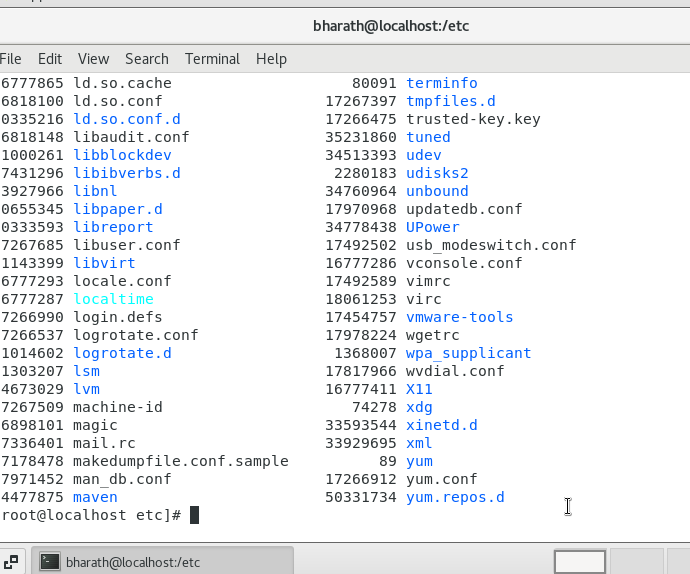 bharath@localhost:/etc
File Edit View Search Terminal Help
6777865 ld.so.cache 80091 terminfo
6818100 ld.so.conf 17267397 tmpfiles.d
0335216 ld.so.conf.d 17266475 trusted-key.key
6818148 libaudit.conf 35231860 tuned
1000261 libblockdev 34513393 udev
7431296 libibverbs.d 2280183 udisks2
3927966 libnl 34760964 unbound
0655345 libpaper.d 17970968 updatedb.conf
0333593 libreport 34778438 UPower
7267685 libuser.conf 17492502 usb_modeswitch.conf
1143399 libvirt 16777286 vconsole.conf
6777293 locale.conf 17492589 vimrc
6777287 localtime 18061253 virc
7266990 login.defs 17454757 vmware-tools
7266537 logrotate.conf 17978224 wgetrc
1014602 logrotate.d 1368007 wpa_supplicant
1303207 lsm 17817966 wvdial.conf
4673029 lvm 16777411 X11
7267509 machine-id 74278 xdg
6898101 magic 33593544 xinetd.d
7336401 mail.rc 33929695 xml
7178478 makedumpfile.conf.sample 89 yum
7971452 man_db.conf 17266912 yum.conf
4477875 maven 50331734 yum.repos.d
root@localhost etc]#
bharath@localhost:/etc